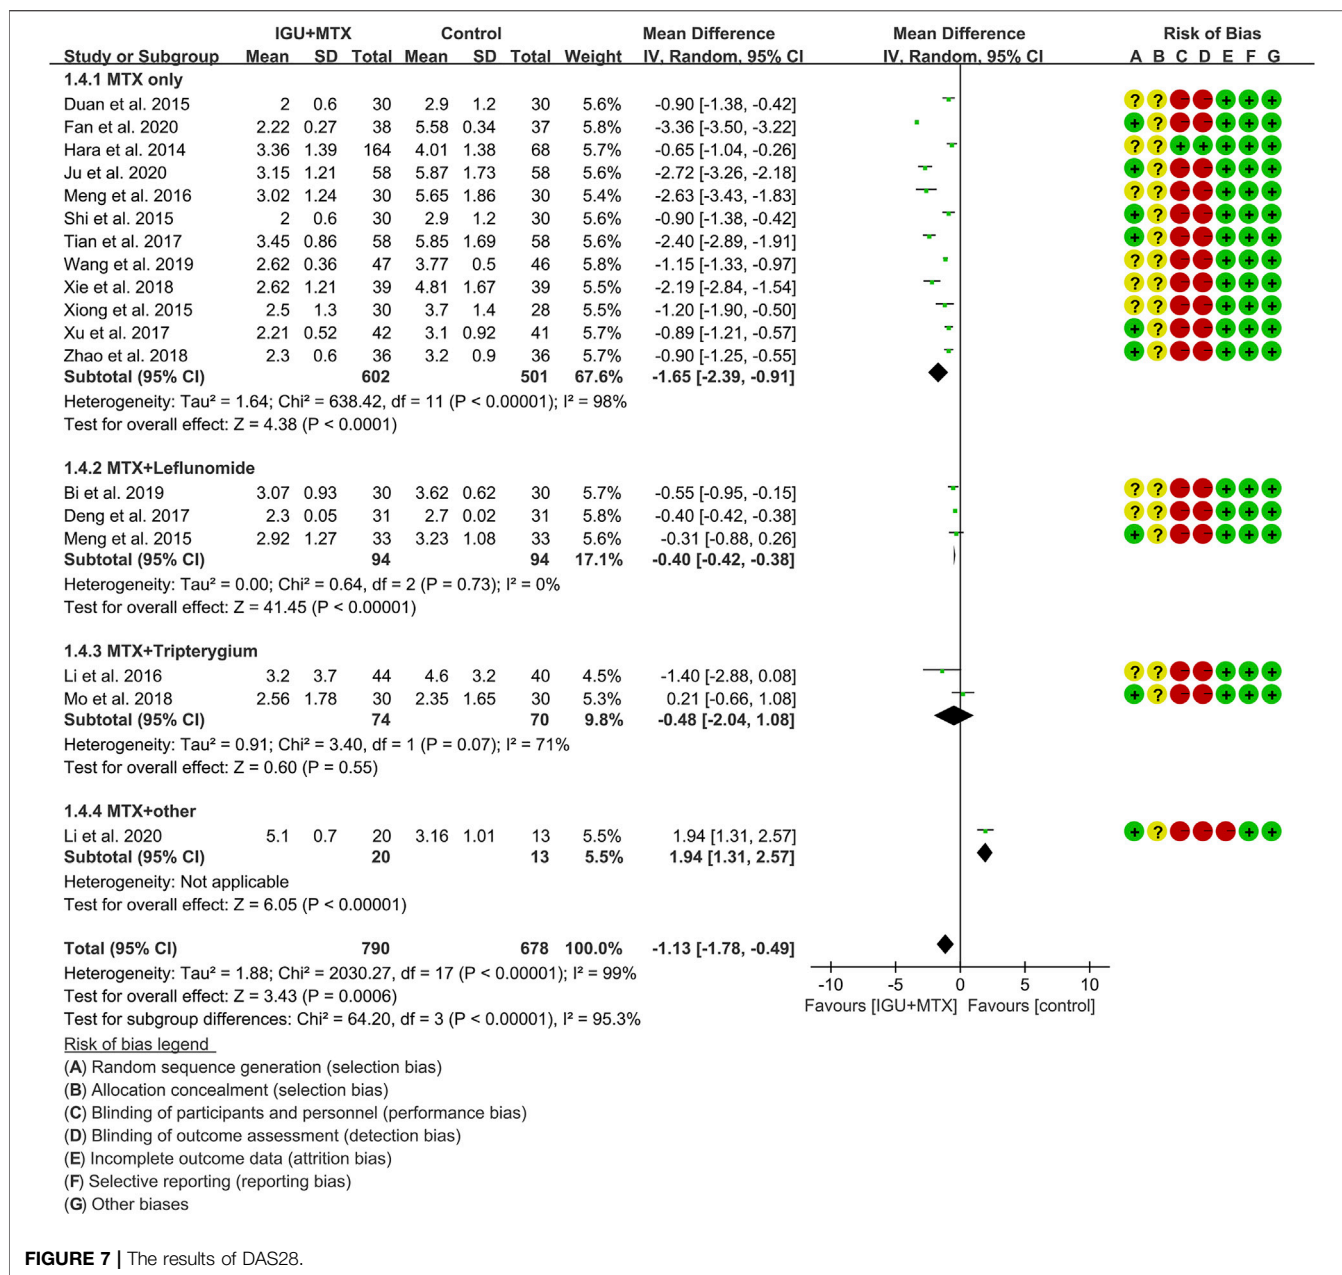 IGU+MTX Control Mean Difference Mean Difference Risk of Bias
Study or Subgroup Mean SD Total Mean SD Total Weight IV, Random, 95% CI IV, Random, 95% CI A B C D E F G
1.4.1 MTX only
Duan et al. 2015 2 0.6 30 2.9 1.2 30 5.6% -0.90 [-1.38, -0.42] ? ? - - + + +
Fan et al. 2020 2.22 0.27 38 5.58 0.34 37 5.8% -3.36 [-3.50, -3.22] + ? - - + + +
Hara et al. 2014 3.36 1.39 164 4.01 1.38 68 5.7% -0.65 [-1.04, -0.26] ? ? + + + + +
Ju et al. 2020 3.15 1.21 58 5.87 1.73 58 5.6% -2.72 [-3.26, -2.18] + ? - - + + +
Meng et al. 2016 3.02 1.24 30 5.65 1.86 30 5.4% -2.63 [-3.43, -1.83] ? ? - - + + +
Shi et al. 2015 2 0.6 30 2.9 1.2 30 5.6% -0.90 [-1.38, -0.42] + ? - - + + +
Tian et al. 2017 3.45 0.86 58 5.85 1.69 58 5.6% -2.40 [-2.89, -1.91] + ? - - + + +
Wang et al. 2019 2.62 0.36 47 3.77 0.5 46 5.8% -1.15 [-1.33, -0.97] ? ? - - + + +
Xie et al. 2018 2.62 1.21 39 4.81 1.67 39 5.5% -2.19 [-2.84, -1.54] ? ? - - + + +
Xiong et al. 2015 2.5 1.3 30 3.7 1.4 28 5.5% -1.20 [-1.90, -0.50] ? ? - - + + +
Xu et al. 2017 2.21 0.52 42 3.1 0.92 41 5.7% -0.89 [-1.21, -0.57] + ? - - + + +
Zhao et al. 2018 2.3 0.6 36 3.2 0.9 36 5.7% -0.90 [-1.25, -0.55] + ? - - + + +
Subtotal (95% CI) 602 501 67.6% -1.65 [-2.39, -0.91]
Heterogeneity: Tau² = 1.64; Chi² = 638.42, df = 11 (P < 0.00001); I² = 98%
Test for overall effect: Z = 4.38 (P < 0.0001)
1.4.2 MTX+Leflunomide
Bi et al. 2019 3.07 0.93 30 3.62 0.62 30 5.7% -0.55 [-0.95, -0.15] ? ? - - + + +
Deng et al. 2017 2.3 0.05 31 2.7 0.02 31 5.8% -0.40 [-0.42, -0.38] ? ? - - + + +
Meng et al. 2015 2.92 1.27 33 3.23 1.08 33 5.6% -0.31 [-0.88, 0.26] + ? - - + + +
Subtotal (95% CI) 94 94 17.1% -0.40 [-0.42, -0.38]
Heterogeneity: Tau² = 0.00; Chi² = 0.64, df = 2 (P = 0.73); I² = 0%
Test for overall effect: Z = 41.45 (P < 0.00001)
1.4.3 MTX+Tripterygium
Li et al. 2016 3.2 3.7 44 4.6 3.2 40 4.5% -1.40 [-2.88, 0.08] ? ? - - + + +
Mo et al. 2018 2.56 1.78 30 2.35 1.65 30 5.3% 0.21 [-0.66, 1.08] + ? - - + + +
Subtotal (95% CI) 74 70 9.8% -0.48 [-2.04, 1.08]
Heterogeneity: Tau² = 0.91; Chi² = 3.40, df = 1 (P = 0.07); I² = 71%
Test for overall effect: Z = 0.60 (P = 0.55)
1.4.4 MTX+other
Li et al. 2020 5.1 0.7 20 3.16 1.01 13 5.5% 1.94 [1.31, 2.57] + ? - - - + +
Subtotal (95% CI) 20 13 5.5% 1.94 [1.31, 2.57]
Heterogeneity: Not applicable
Test for overall effect: Z = 6.05 (P < 0.00001)
Total (95% CI) 790 678 100.0% -1.13 [-1.78, -0.49]
Heterogeneity: Tau² = 1.88; Chi² = 2030.27, df = 17 (P < 0.00001); I² = 99%
Test for overall effect: Z = 3.43 (P = 0.0006)
Test for subgroup differences: Chi² = 64.20, df = 3 (P < 0.00001), I² = 95.3%
-10 -5 0 5 10
Favours [IGU+MTX] Favours [control]
Risk of bias legend
(A) Random sequence generation (selection bias)
(B) Allocation concealment (selection bias)
(C) Blinding of participants and personnel (performance bias)
(D) Blinding of outcome assessment (detection bias)
(E) Incomplete outcome data (attrition bias)
(F) Selective reporting (reporting bias)
(G) Other biases
FIGURE 7 | The results of DAS28.